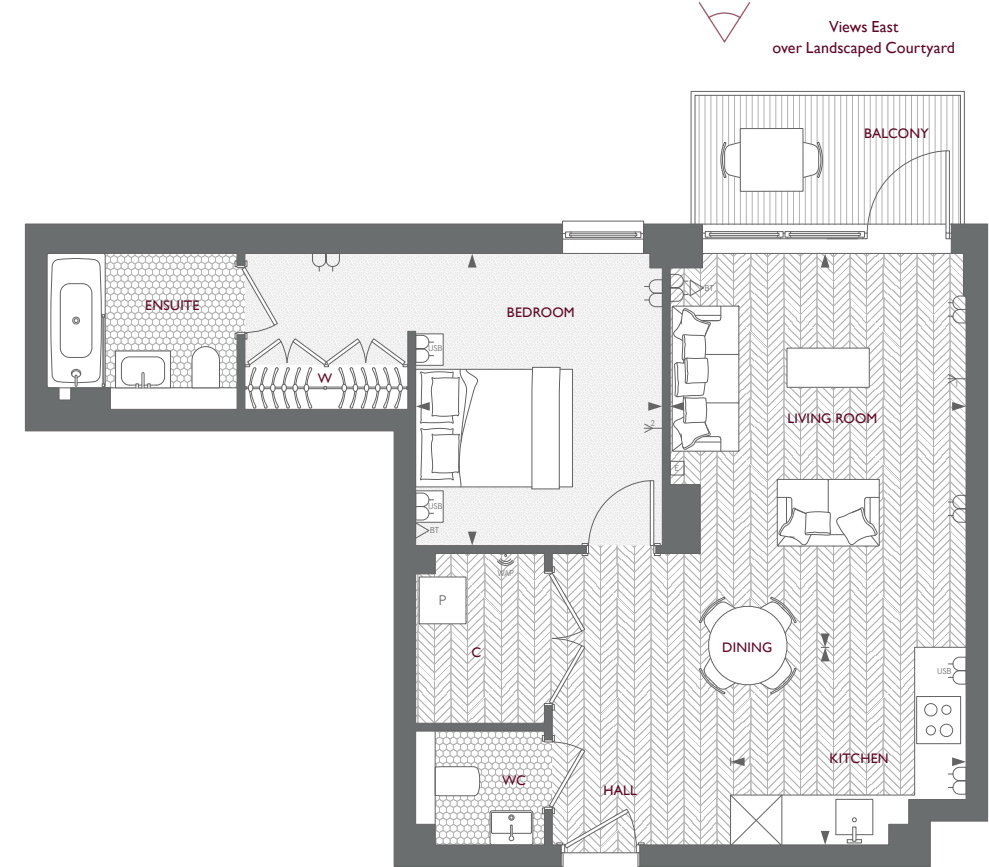 Views East
over Landscaped Courtyard
BALCONY
BT
ENSUITE
BEDROOM
USB
W
LIVING ROOM
2
E
USB
BT
WAP
P
C
DINING
USB
KITCHEN
WC
HALL